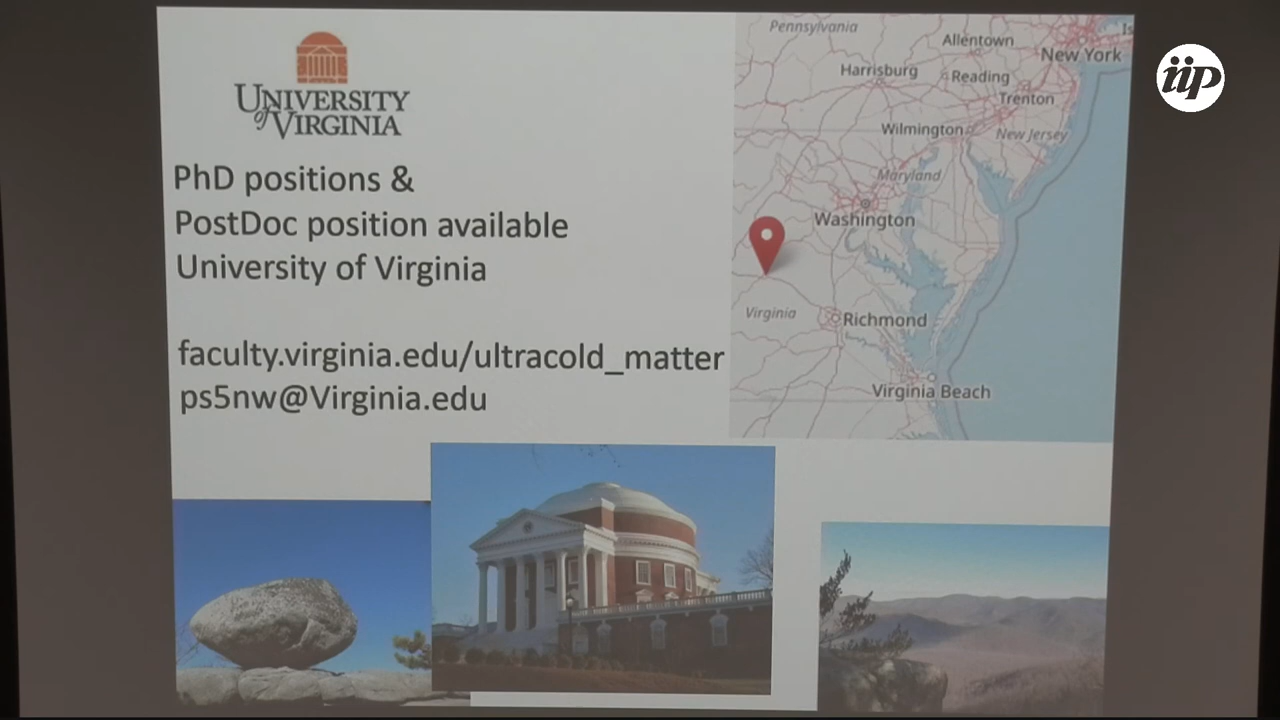 UNIVERSITY
of VIRGINIA
PhD positions &
PostDoc position available
University of Virginia
faculty.virginia.edu/ultracold_matter
ps5nw@Virginia.edu
Pennsylvania
Allentown
Is
New York
Harrisburg
Reading
Trenton
Wilmington
New Jersey
Maryland
Washington
Virginia
Richmond
Virginia Beach
iip